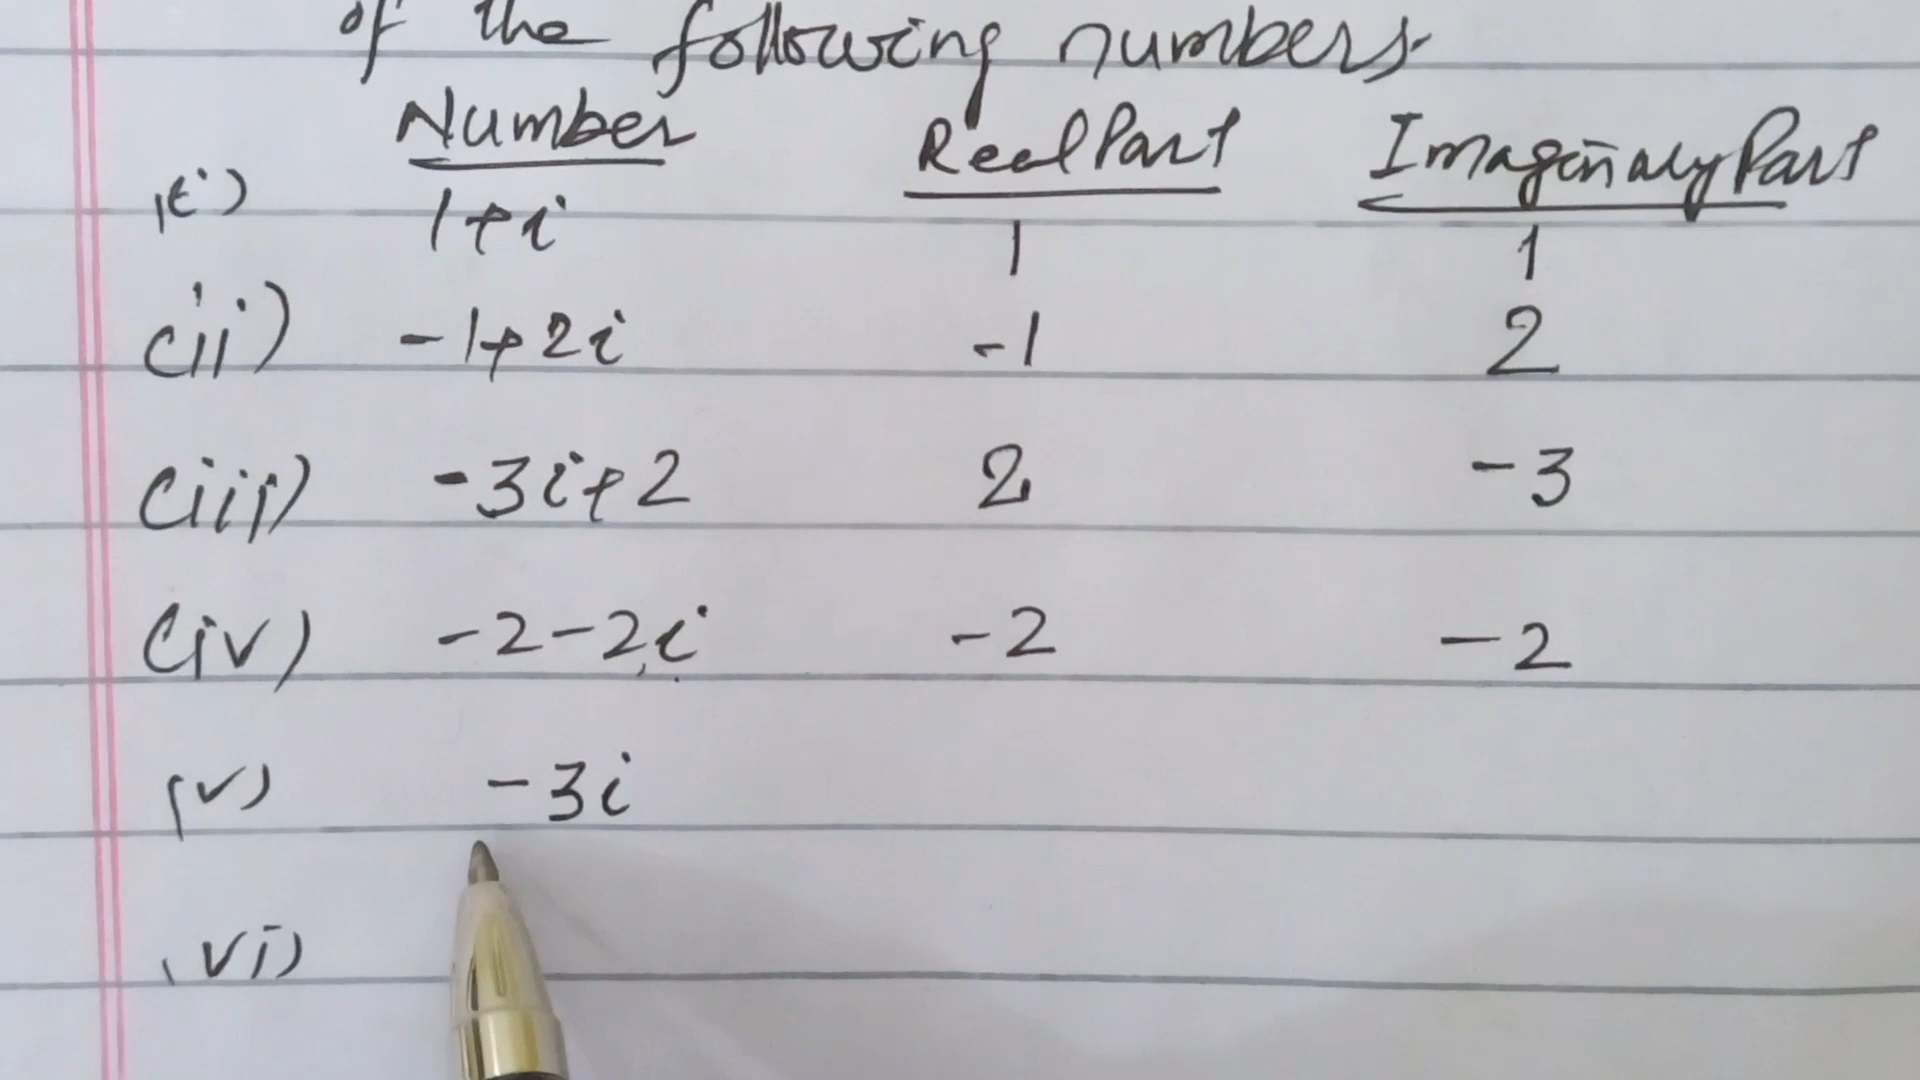 of the following numbers.
Number Real Part Imaginary Part
(i) 1+i 1 1
(ii) -1+2i -1 2
(iii) -3i+2 2 -3
(iv) -2-2i -2 -2
(v) -3i
(vi)